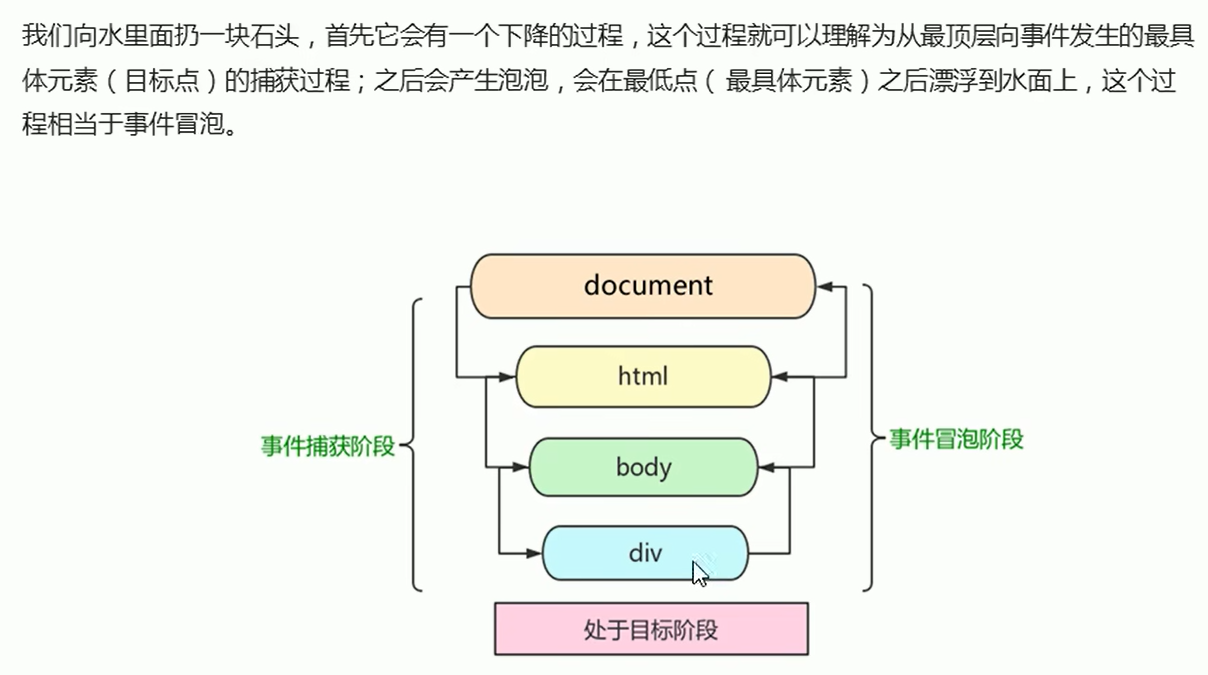 我们向水里面扔一块石头，首先它会有一个下降的过程，这个过程就可以理解为从最顶层向事件发生的最具
体元素（目标点）的捕获过程；之后会产生泡泡，会在最低点（ 最具体元素）之后漂浮到水面上，这个过
程相当于事件冒泡。
document
html
事件捕获阶段
事件冒泡阶段
body
div
处于目标阶段